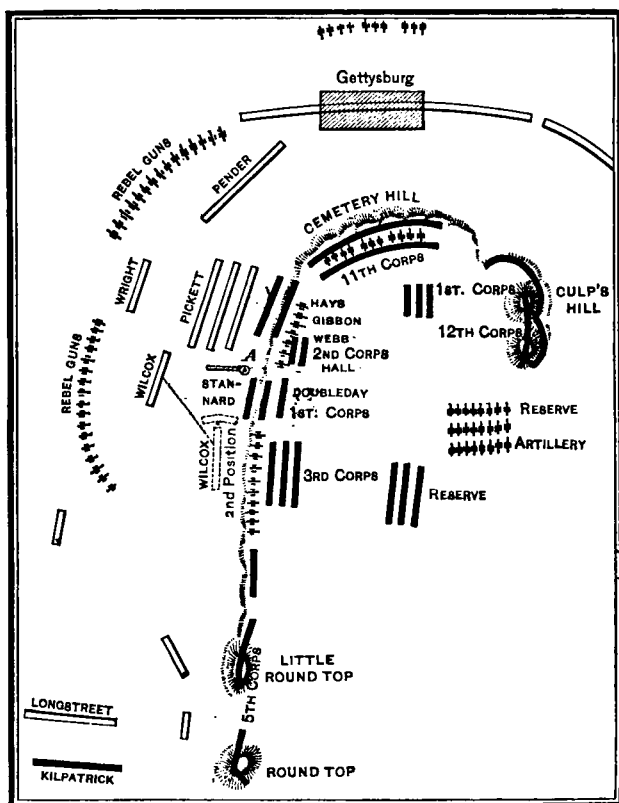 Gettysburg
REBEL GUNS
PENDER
CEMETERY HILL
11TH CORPS
WRIGHT
PICKETT
HAYS
GIBBON
1ST. CORPS
CULP'S
HILL
12TH CORPS
WEBB
2ND CORPS
HALL
A
REBEL GUNS
WILCOX
STAN-
NARD
DOUBLEDAY
1ST. CORPS
WILCOX
2nd Position
RESERVE
ARTILLERY
3RD CORPS
RESERVE
LITTLE
ROUND TOP
5TH CORPS
LONGSTREET
KILPATRICK
ROUND TOP